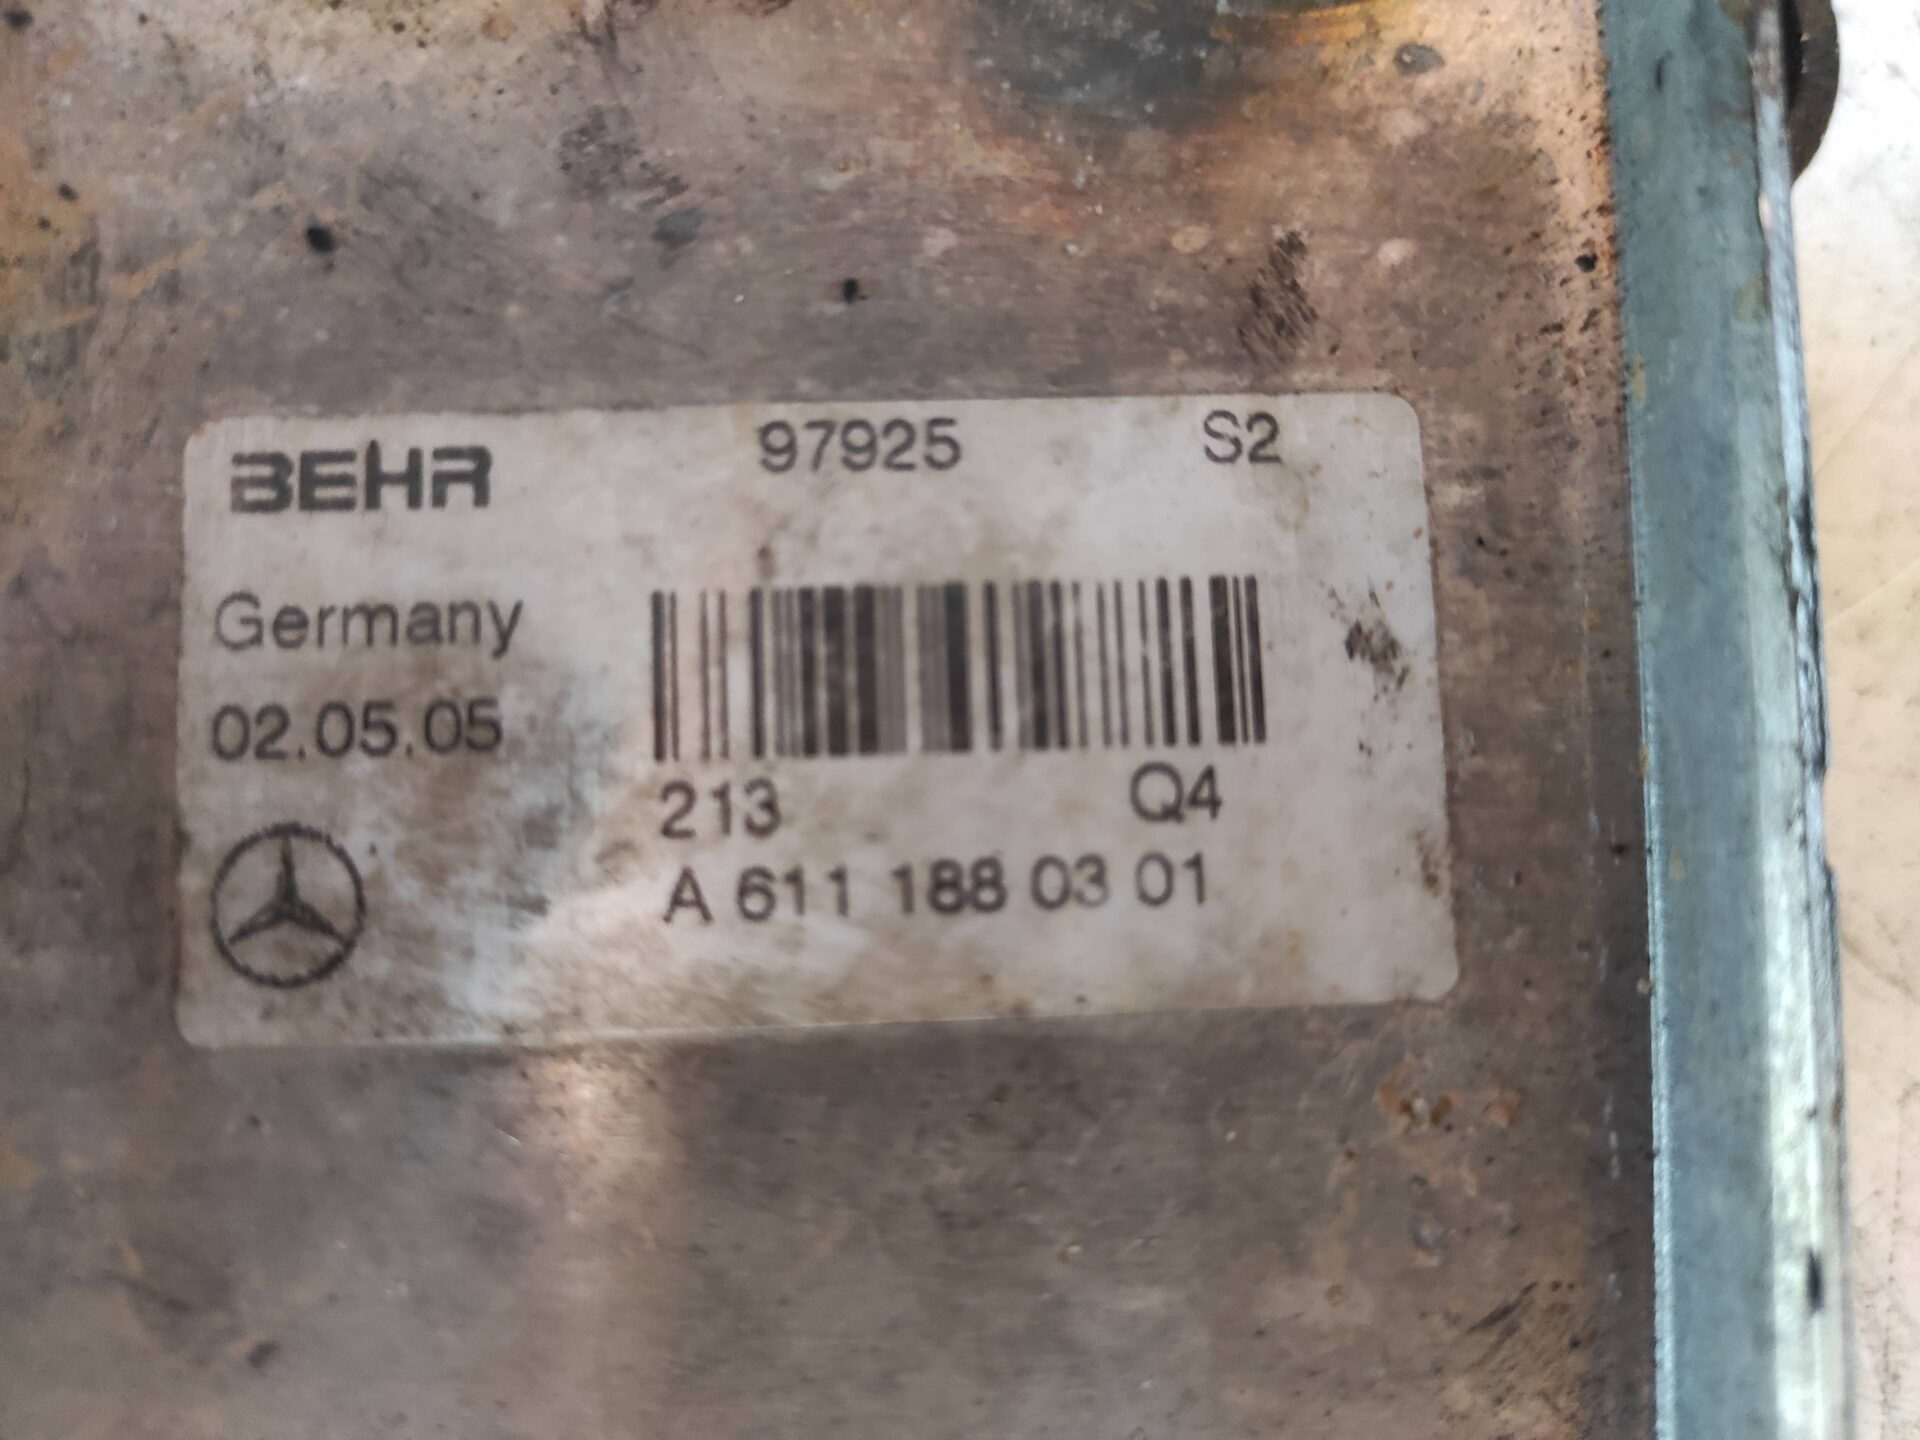 BEHR 97925 S2
Germany
02.05.05
213 Q4
A 611 188 03 01